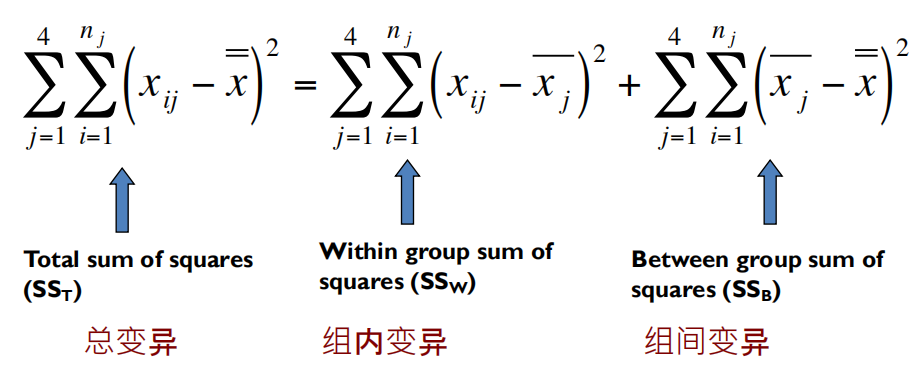 $$\sum_{j=1}^{4}\sum_{i=1}^{n_j}\left(x_{ij}-\overline{\overline{x}}\right)^2=\sum_{j=1}^{4}\sum_{i=1}^{n_j}\left(x_{ij}-\overline{x_j}\right)^2+\sum_{j=1}^{4}\sum_{i=1}^{n_j}\left(\overline{x_j}-\overline{\overline{x}}\right)^2$$
Total sum of squares
(SS_T)
Within group sum of
squares (SS_W)
Between group sum of
squares (SS_B)
总变异
组内变异
组间变异